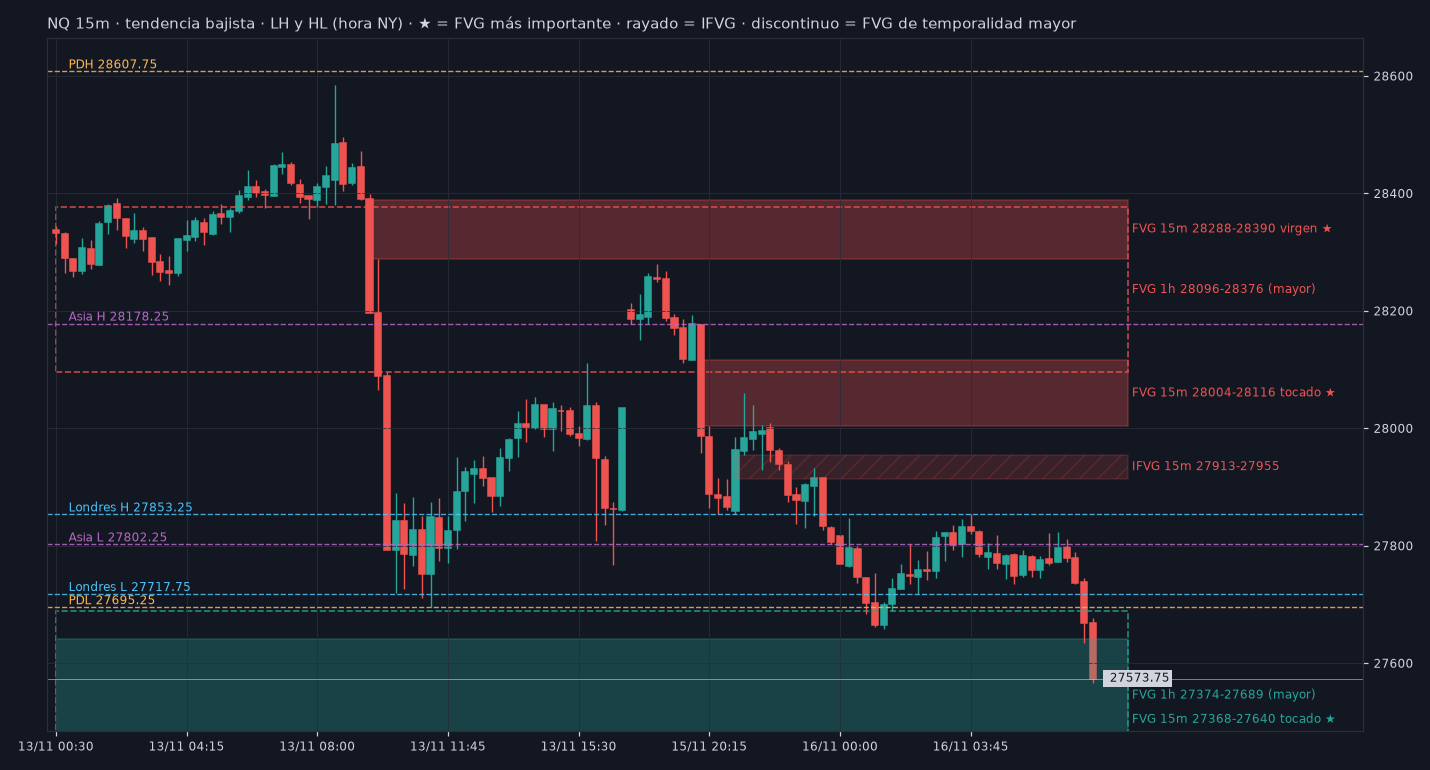 NQ 15m · tendencia bajista · LH y HL (hora NY) · ★ = FVG más importante · rayado = IFVG · discontinuo = FVG de temporalidad mayor
PDH 28607.75
28600
28400
FVG 15m 28288-28390 virgen ★
FVG 1h 28096-28376 (mayor)
Asia H 28178.25
28200
FVG 15m 28004-28116 tocado ★
28000
IFVG 15m 27913-27955
Londres H 27853.25
Asia L 27802.25
27800
Londres L 27717.75
PDL 27695.25
27600
27573.75
FVG 1h 27374-27689 (mayor)
FVG 15m 27368-27640 tocado ★
13/11 00:30
13/11 04:15
13/11 08:00
13/11 11:45
13/11 15:30
15/11 20:15
16/11 00:00
16/11 03:45